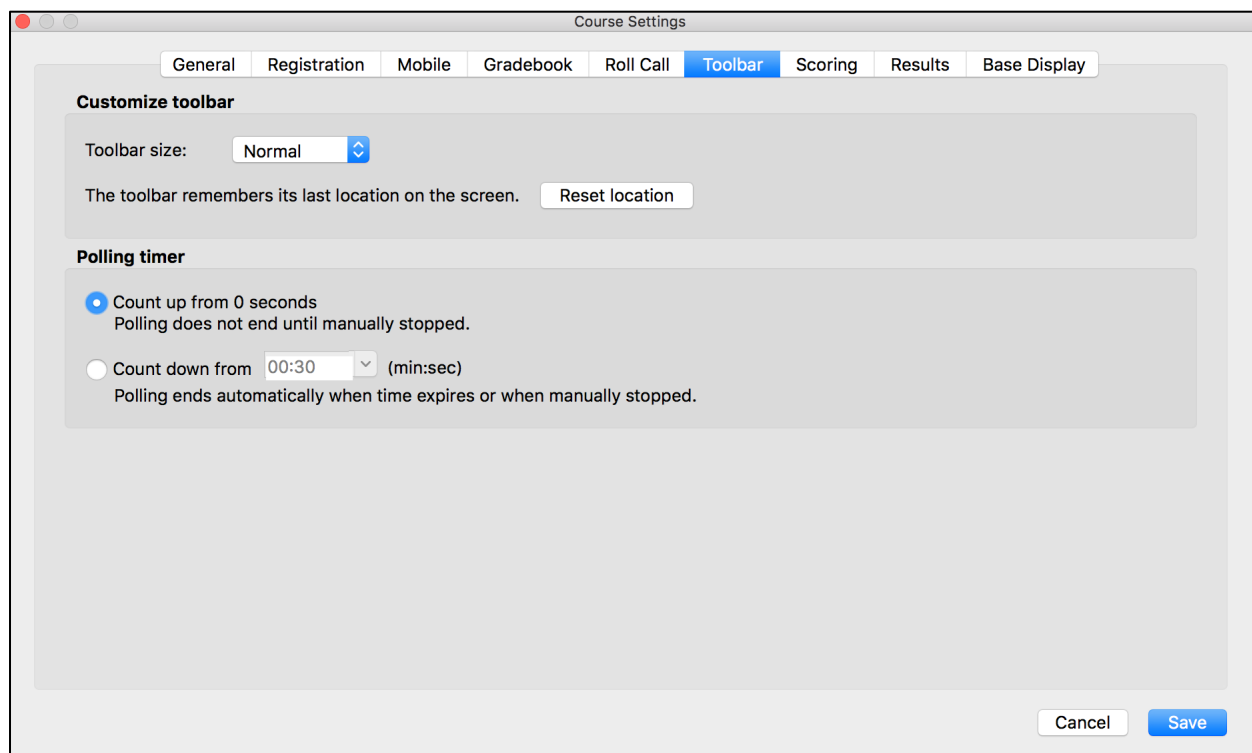 Course Settings
General Registration Mobile Gradebook Roll Call Toolbar Scoring Results Base Display
Customize toolbar
Toolbar size: Normal
The toolbar remembers its last location on the screen. Reset location
Polling timer
Count up from 0 seconds
Polling does not end until manually stopped.
Count down from 00:30 (min:sec)
Polling ends automatically when time expires or when manually stopped.
Cancel Save